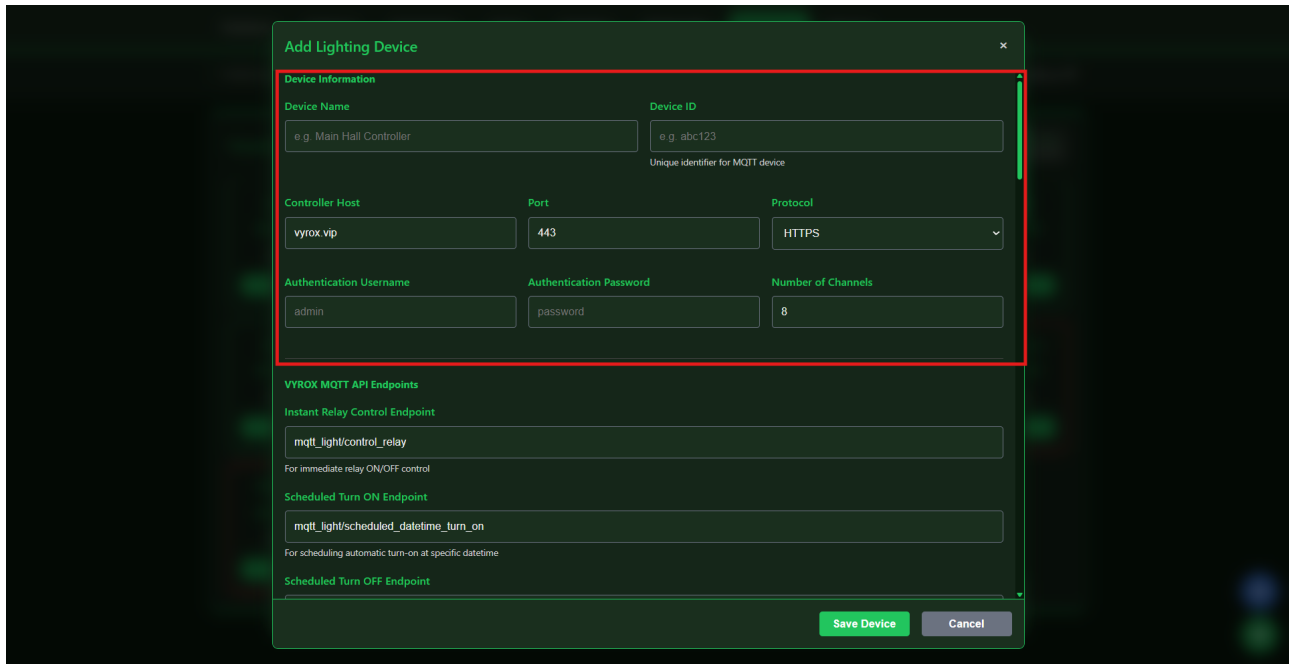 Add Lighting Device ×
Device Information
Device Name Device ID
e.g. Main Hall Controller e.g. abc123
Unique identifier for MQTT device
Controller Host Port Protocol
vyrox.vip 443 HTTPS
Authentication Username Authentication Password Number of Channels
admin password 8
VYROX MQTT API Endpoints
Instant Relay Control Endpoint
mqtt_light/control_relay
For immediate relay ON/OFF control
Scheduled Turn ON Endpoint
mqtt_light/scheduled_datetime_turn_on
For scheduling automatic turn-on at specific datetime
Scheduled Turn OFF Endpoint
Save Device Cancel